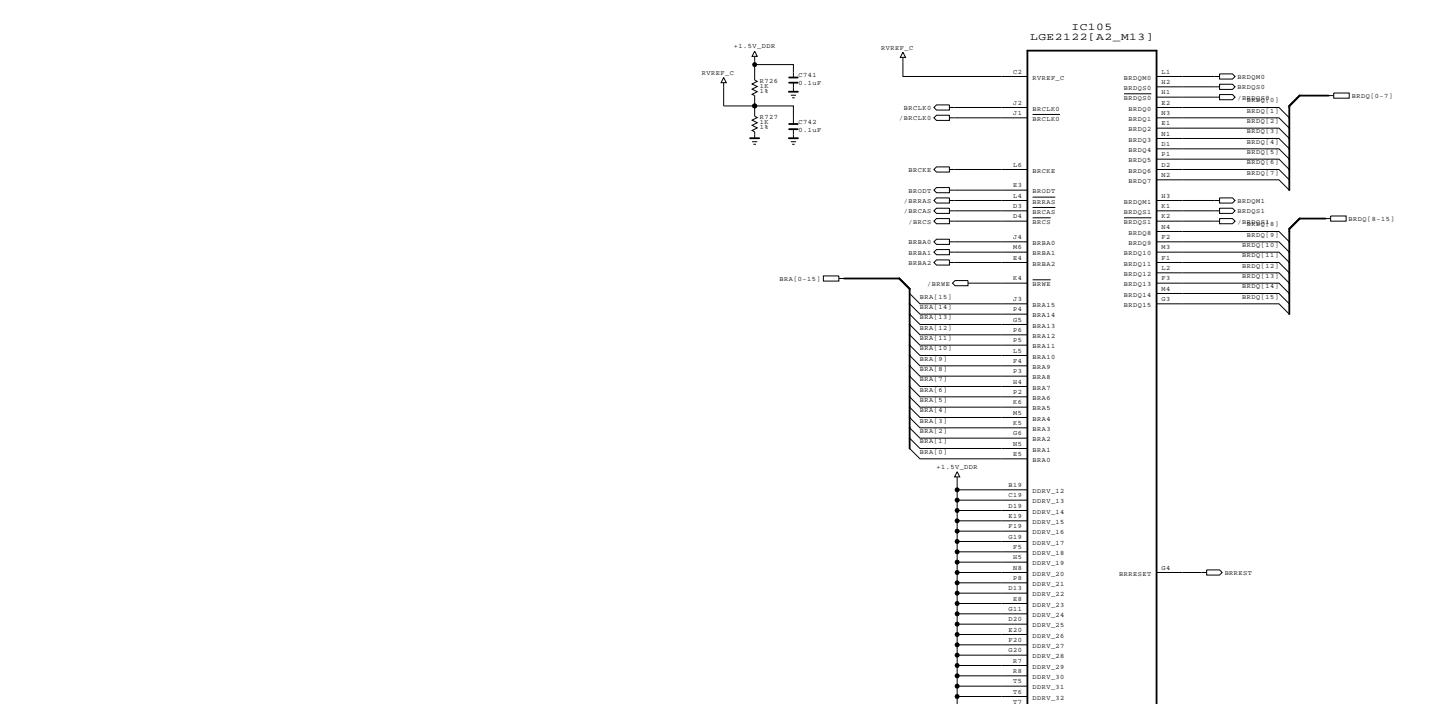 IC105
LGE2122[A2_M13]
+1.5V_DDR
RVREF_C
R726
1K
1%
C741
0.1uF
R727
1K
1%
C742
0.1uF
RVREF_C
C2
RVREF_C
BRCLK0
J2
BRCLK0
/BRCLK0
J1
BRCLK0
BRCKE
L6
BRCKE
BRODT
E3
BRODT
/BRRAS
L4
BRRAS
/BRCAS
D3
BRCAS
/BRCS
D4
BRCS
BRBA0
J4
BRBA0
BRBA1
M6
BRBA1
BRBA2
E4
BRBA2
/BRWE
K4
BRWE
BRA[0-15]
BRA[15]
J3
BRA15
BRA[14]
P4
BRA14
BRA[13]
G5
BRA13
BRA[12]
P6
BRA12
BRA[11]
P5
BRA11
BRA[10]
L5
BRA10
BRA[9]
F4
BRA9
BRA[8]
P3
BRA8
BRA[7]
H4
BRA7
BRA[6]
P2
BRA6
BRA[5]
K6
BRA5
BRA[4]
M5
BRA4
BRA[3]
K5
BRA3
BRA[2]
G6
BRA2
BRA[1]
BRA1
BRA[0]
E5
BRA0
+1.5V_DDR
B19
DDRV_12
C19
DDRV_13
D19
DDRV_14
E19
DDRV_15
F19
DDRV_16
G19
DDRV_17
F5
DDRV_18
H5
DDRV_19
N8
DDRV_20
P8
DDRV_21
D13
DDRV_22
E8
DDRV_23
G11
DDRV_24
D20
DDRV_25
E20
DDRV_26
F20
DDRV_27
G20
DDRV_28
R7
DDRV_29
R8
DDRV_30
T5
DDRV_31
T6
DDRV_32
T7
BRDQM0
L1
BRDQM0
BRDQS0
H2
BRDQS0
BRDQS0
H1
/BRDQS0
BRDQ0
E2
BRDQ[0]
BRDQ1
N3
BRDQ[1]
BRDQ2
E1
BRDQ[2]
BRDQ3
N1
BRDQ[3]
BRDQ4
D1
BRDQ[4]
BRDQ5
P1
BRDQ[5]
BRDQ6
D2
BRDQ[6]
BRDQ7
N2
BRDQ[7]
BRDQ[0-7]
BRDQM1
H3
BRDQM1
BRDQS1
K1
BRDQS1
BRDQS1
K2
/BRDQS1
BRDQ8
N4
BRDQ[8]
BRDQ9
F2
BRDQ[9]
BRDQ10
M3
BRDQ[10]
BRDQ11
F1
BRDQ[11]
BRDQ12
L2
BRDQ[12]
BRDQ13
F3
BRDQ[13]
BRDQ14
M4
BRDQ[14]
BRDQ15
G3
BRDQ[15]
BRDQ[8-15]
BRRESET
G4
BRREST